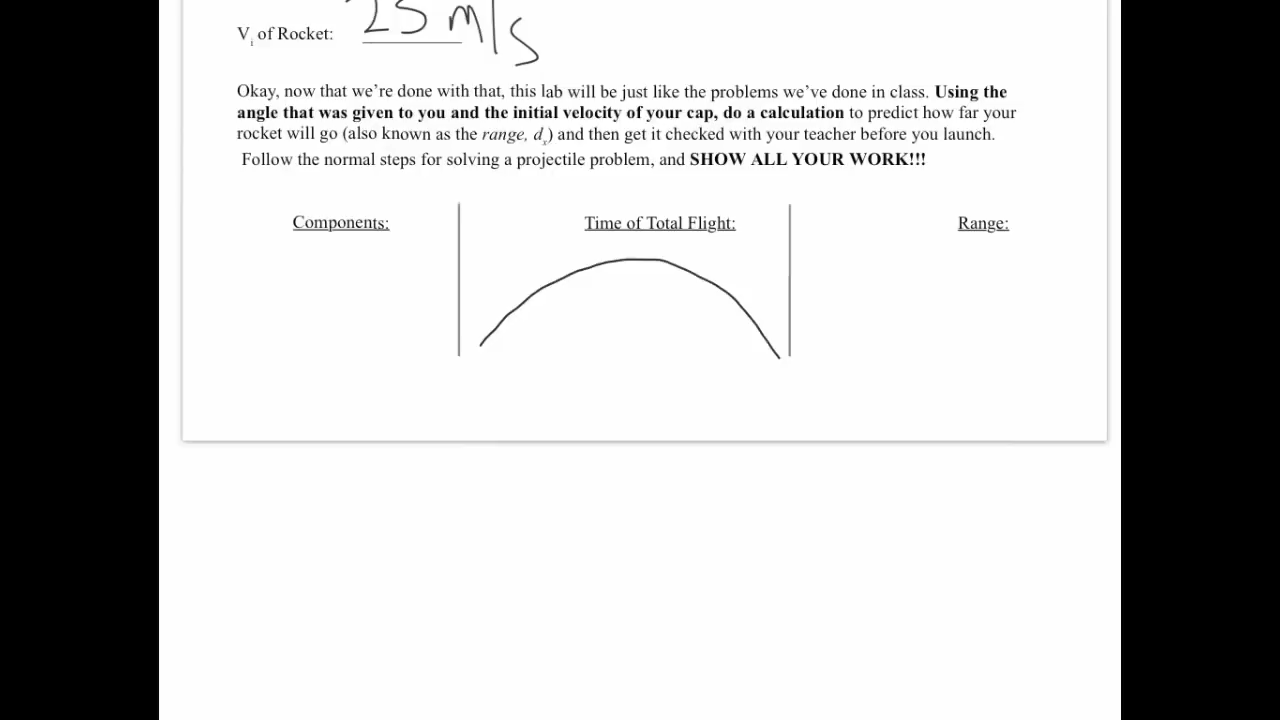 Vi of Rocket: 25 m/s
Okay, now that we're done with that, this lab will be just like the problems we've done in class. Using the
angle that was given to you and the initial velocity of your cap, do a calculation to predict how far your
rocket will go (also known as the range, dx) and then get it checked with your teacher before you launch.
Follow the normal steps for solving a projectile problem, and SHOW ALL YOUR WORK!!!
Components: Time of Total Flight: Range: